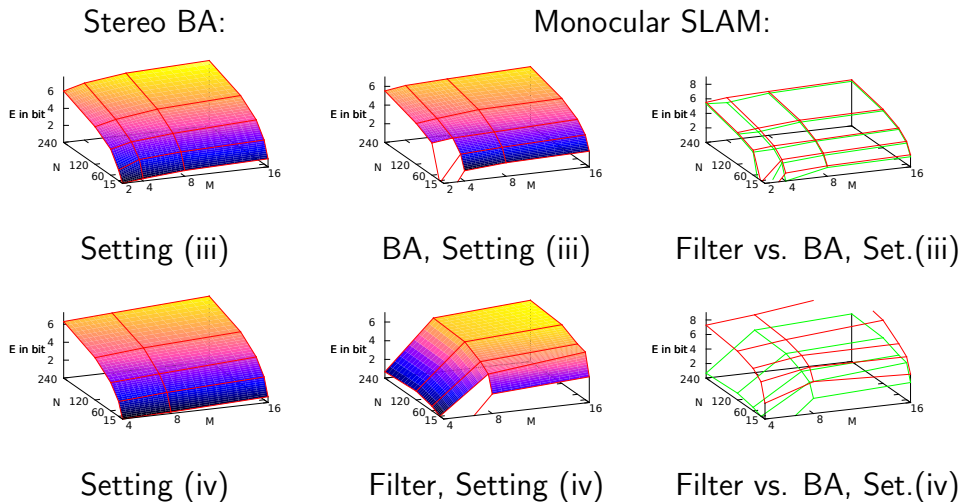 Stereo BA:
Monocular SLAM:
6
4
2
E in bit
240
120
60
15
N
2
4
8
16
M
6
4
2
E in bit
240
120
60
15
N
2
4
8
16
M
8
6
4
2
E in bit
240
120
60
15
N
2
4
8
16
M
Setting (iii)
BA, Setting (iii)
Filter vs. BA, Set.(iii)
6
4
2
E in bit
240
120
60
15
N
4
8
16
M
6
4
2
E in bit
240
120
60
15
N
4
8
16
M
8
6
4
2
E in bit
240
120
60
15
N
4
8
16
M
Setting (iv)
Filter, Setting (iv)
Filter vs. BA, Set.(iv)